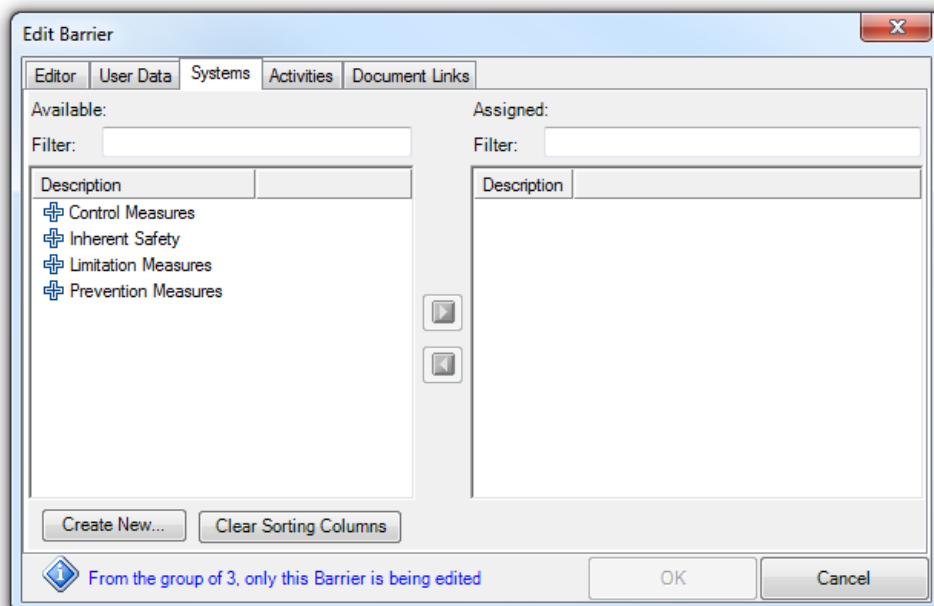 Edit Barrier
Editor User Data Systems Activities Document Links
Available: Assigned:
Filter: Filter:
Description Description
Control Measures
Inherent Safety
Limitation Measures
Prevention Measures
Create New... Clear Sorting Columns
From the group of 3, only this Barrier is being edited OK Cancel